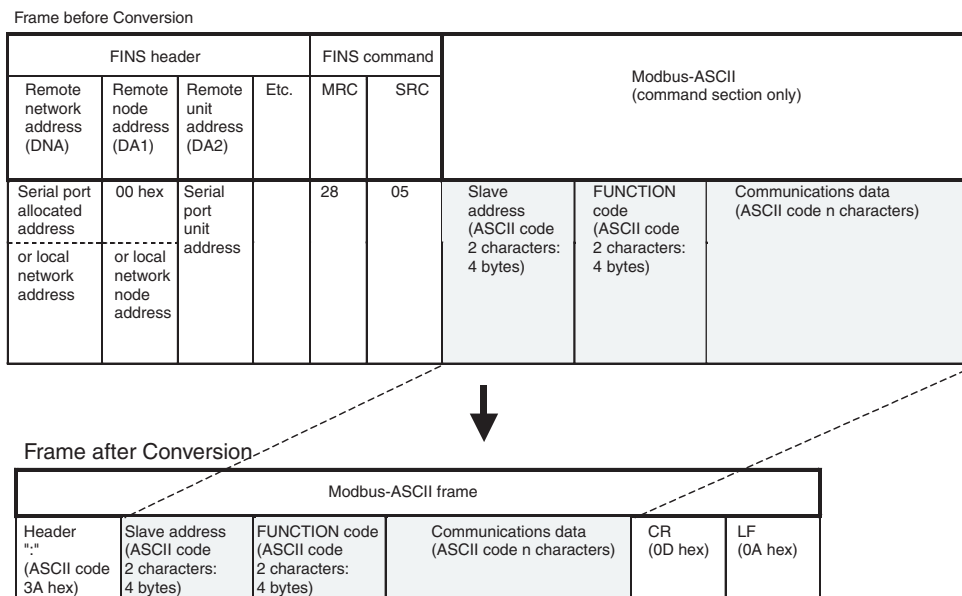 Frame before Conversion
FINS header
FINS command
Modbus-ASCII
(command section only)
Remote
network
address
(DNA)
Remote
node
address
(DA1)
Remote
unit
address
(DA2)
Etc.
MRC
SRC
Serial port
allocated
address
or local
network
address
00 hex
or local
network
node
address
Serial
port
unit
address
28
05
Slave
address
(ASCII code
2 characters:
4 bytes)
FUNCTION
code
(ASCII code
2 characters:
4 bytes)
Communications data
(ASCII code n characters)
Frame after Conversion
Modbus-ASCII frame
Header
":"
(ASCII code
3A hex)
Slave address
(ASCII code
2 characters:
4 bytes)
FUNCTION code
(ASCII code
2 characters:
4 bytes)
Communications data
(ASCII code n characters)
CR
(0D hex)
LF
(0A hex)